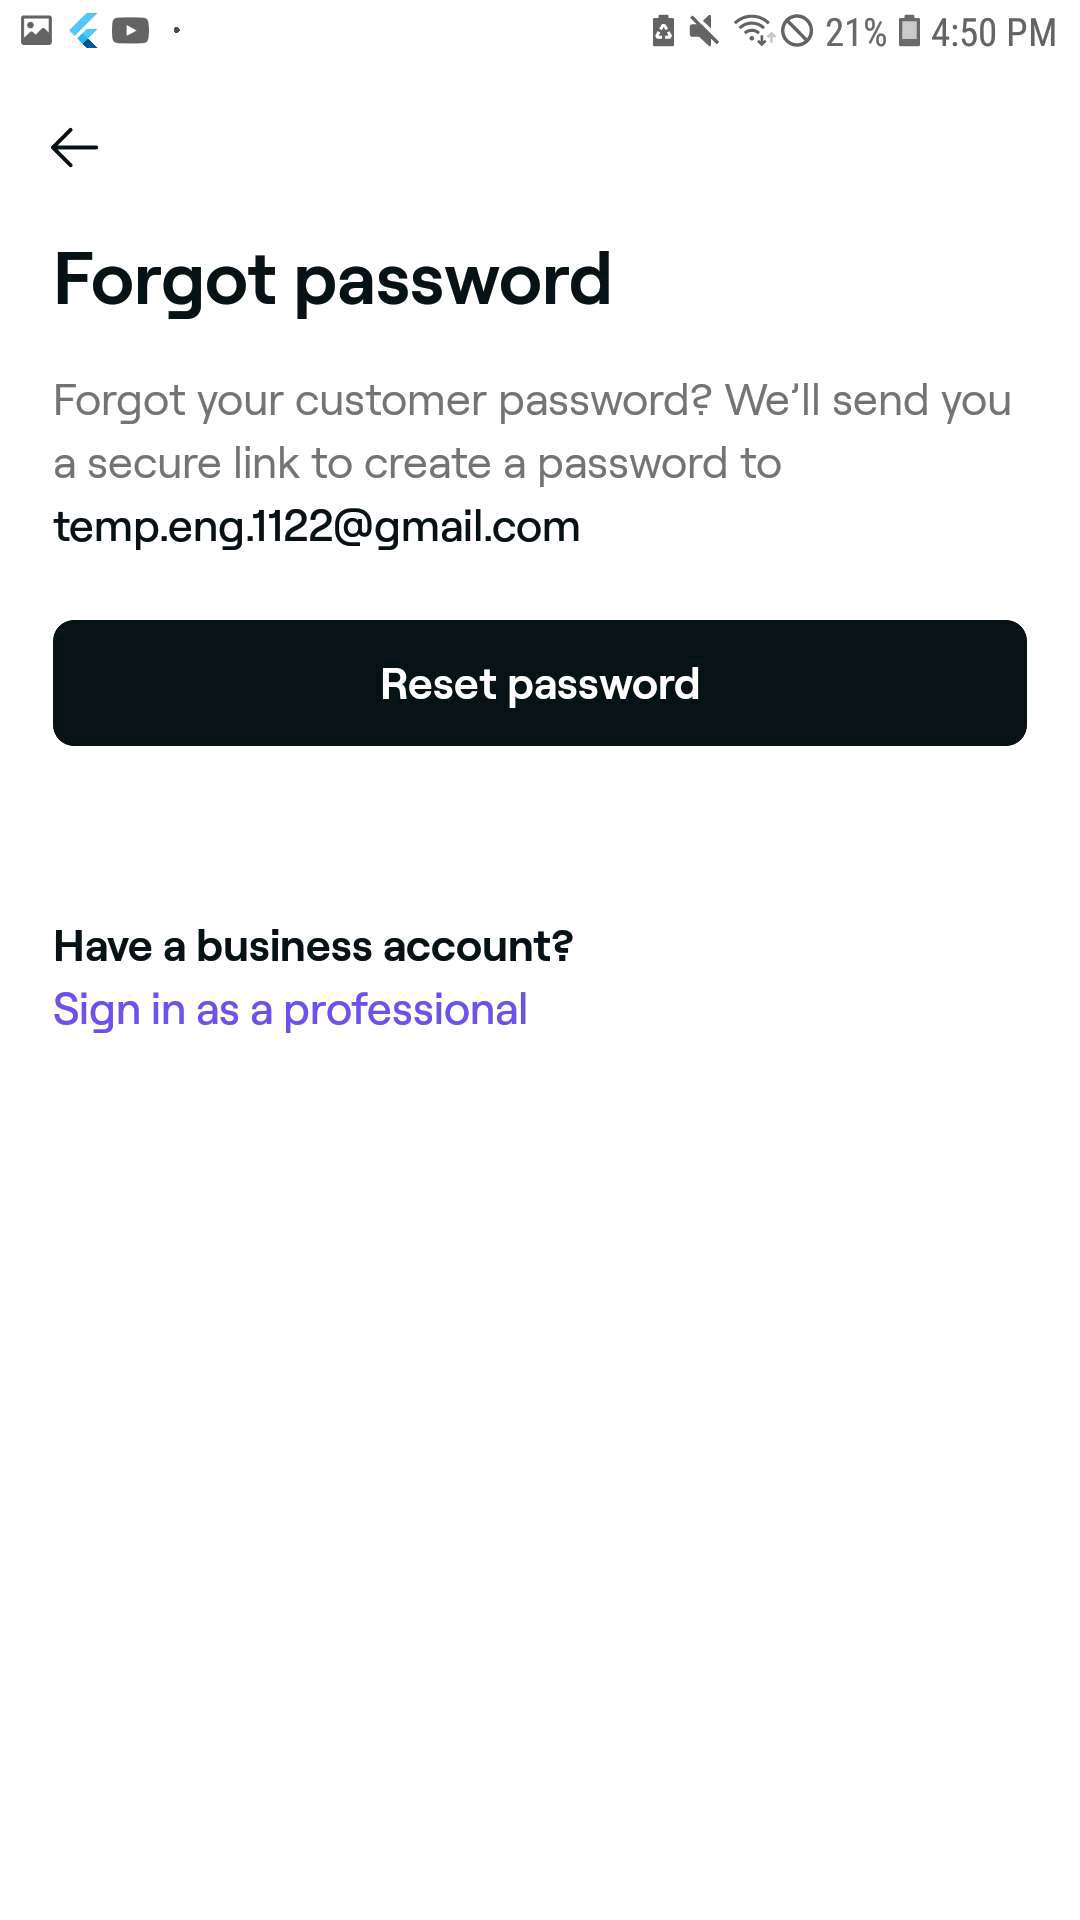 21% 4:50 PM
Forgot password
Forgot your customer password? We’ll send you
a secure link to create a password to
temp.eng.1122@gmail.com
Reset password
Have a business account?
Sign in as a professional